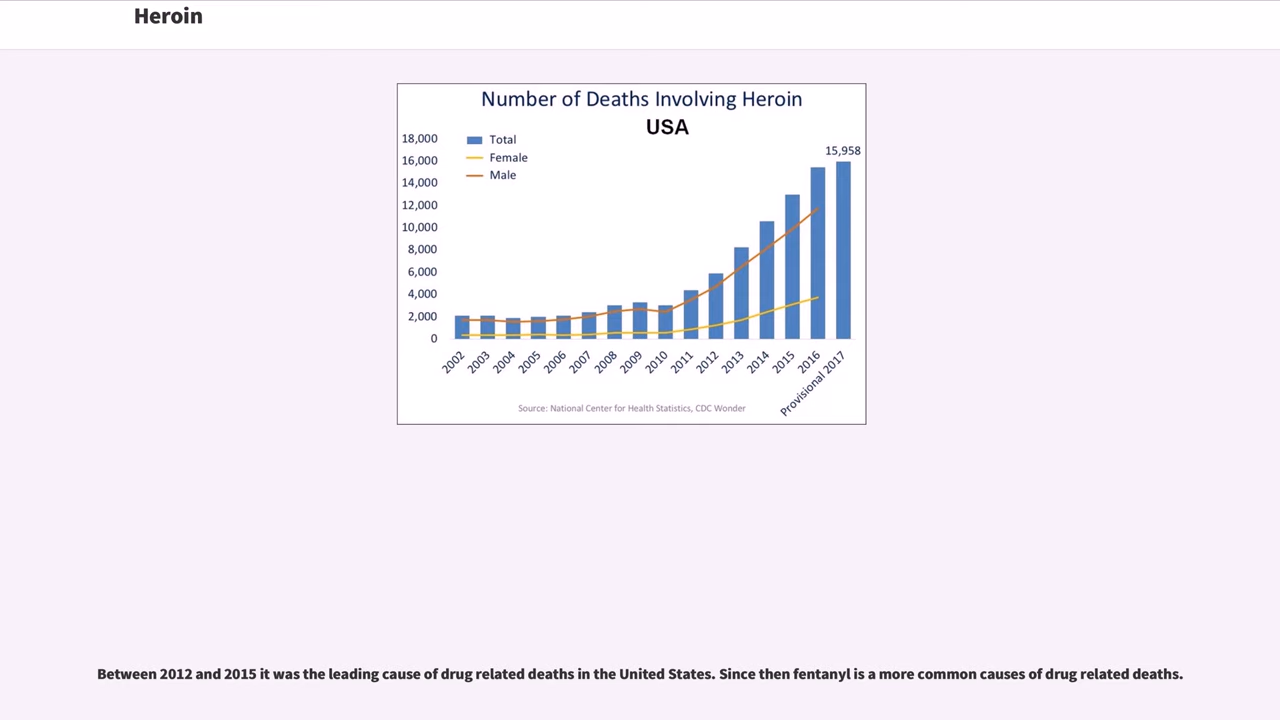 Heroin
Number of Deaths Involving Heroin
USA
Total
Female
Male
18,000
16,000
14,000
12,000
10,000
8,000
6,000
4,000
2,000
0
15,958
2002
2003
2004
2005
2006
2007
2008
2009
2010
2011
2012
2013
2014
2015
2016
Provisional 2017
Source: National Center for Health Statistics, CDC Wonder
Between 2012 and 2015 it was the leading cause of drug related deaths in the United States. Since then fentanyl is a more common causes of drug related deaths.